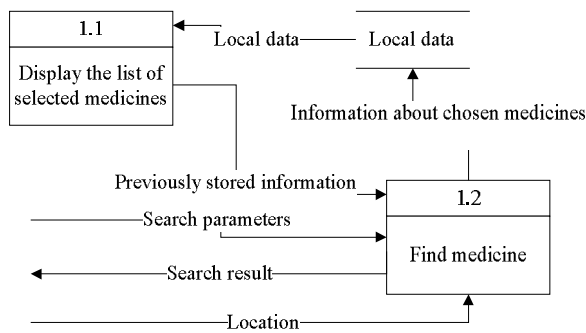 1.1
Display the list of
selected medicines
Local data
Local data
Information about chosen medicines
Previously stored information
1.2
Search parameters
Find medicine
Search result
Location